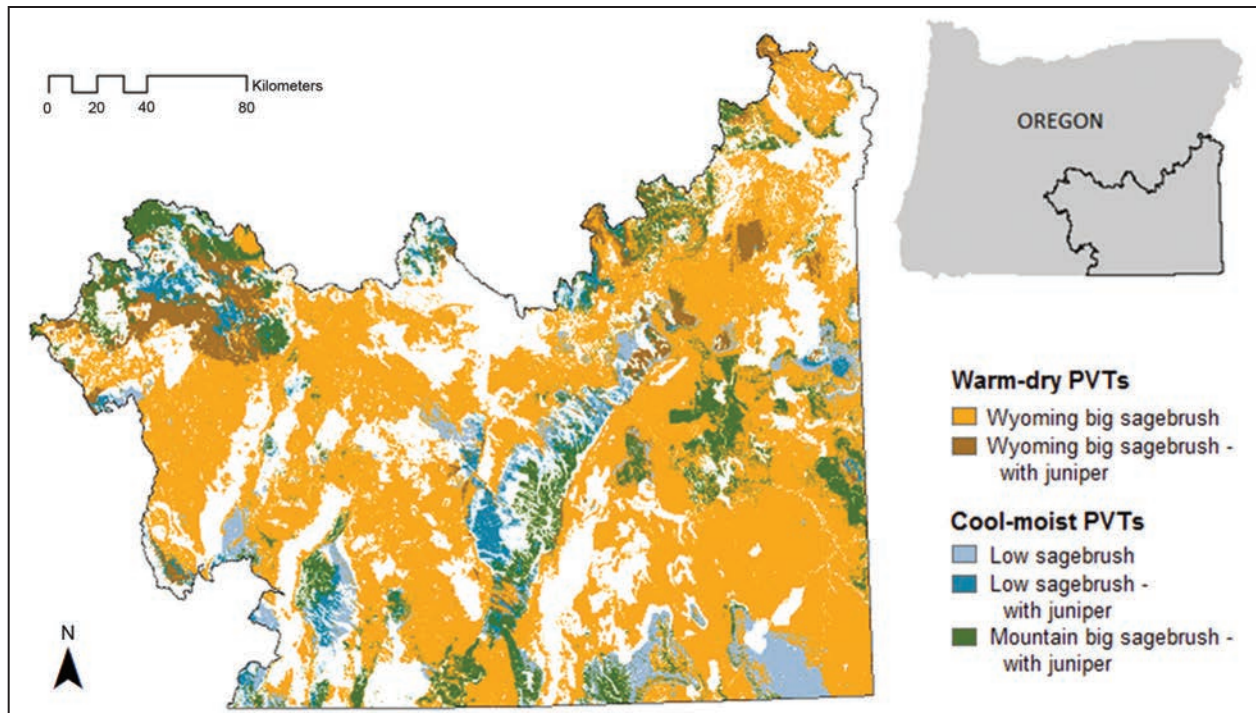 Kilometers
0 20 40 80
OREGON
Warm-dry PVTs
Wyoming big sagebrush
Wyoming big sagebrush -
with juniper
Cool-moist PVTs
Low sagebrush
Low sagebrush -
with juniper
Mountain big sagebrush -
with juniper
N